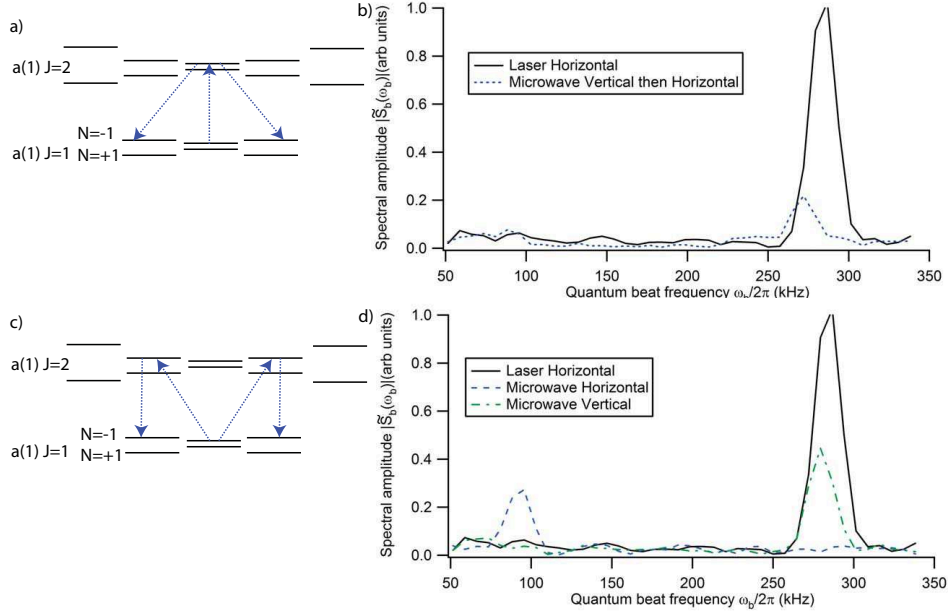 a)
a(1) J=2
N=-1
a(1) J=1 N=+1
b)
Spectral amplitude |S̃b(ωb)|(arb units)
1.0
0.8
0.6
0.4
0.2
0.0
Laser Horizontal
Microwave Vertical then Horizontal
50 100 150 200 250 300 350
Quantum beat frequency ωb/2π (kHz)
c)
a(1) J=2
N=-1
a(1) J=1 N=+1
d)
Spectral amplitude |S̃b(ωb)|(arb units)
1.0
0.8
0.6
0.4
0.2
0.0
Laser Horizontal
Microwave Horizontal
Microwave Vertical
50 100 150 200 250 300 350
Quantum beat frequency ωb/2π (kHz)